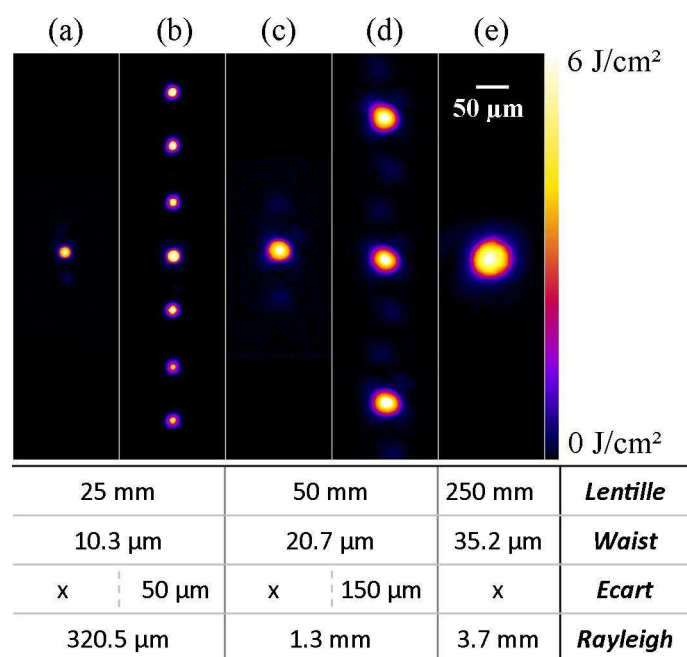 (a) (b) (c) (d) (e)
6 J/cm²
50 µm
0 J/cm²
25 mm 50 mm 250 mm Lentille
10.3 µm 20.7 µm 35.2 µm Waist
x 50 µm x 150 µm x Ecart
320.5 µm 1.3 mm 3.7 mm Rayleigh